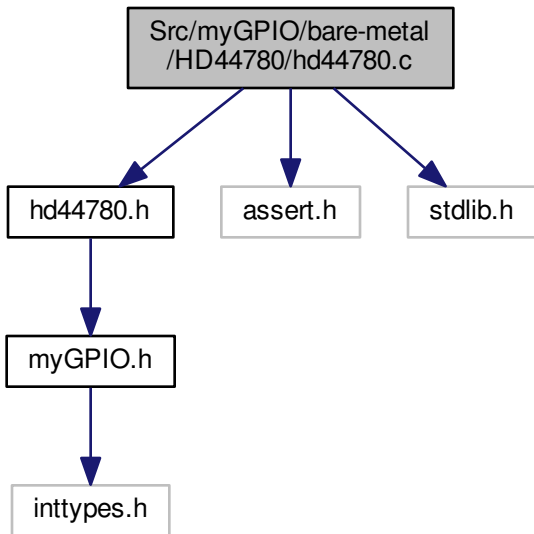 Src/myGPIO/bare-metal
/HD44780/hd44780.c
hd44780.h
assert.h
stdlib.h
myGPIO.h
inttypes.h